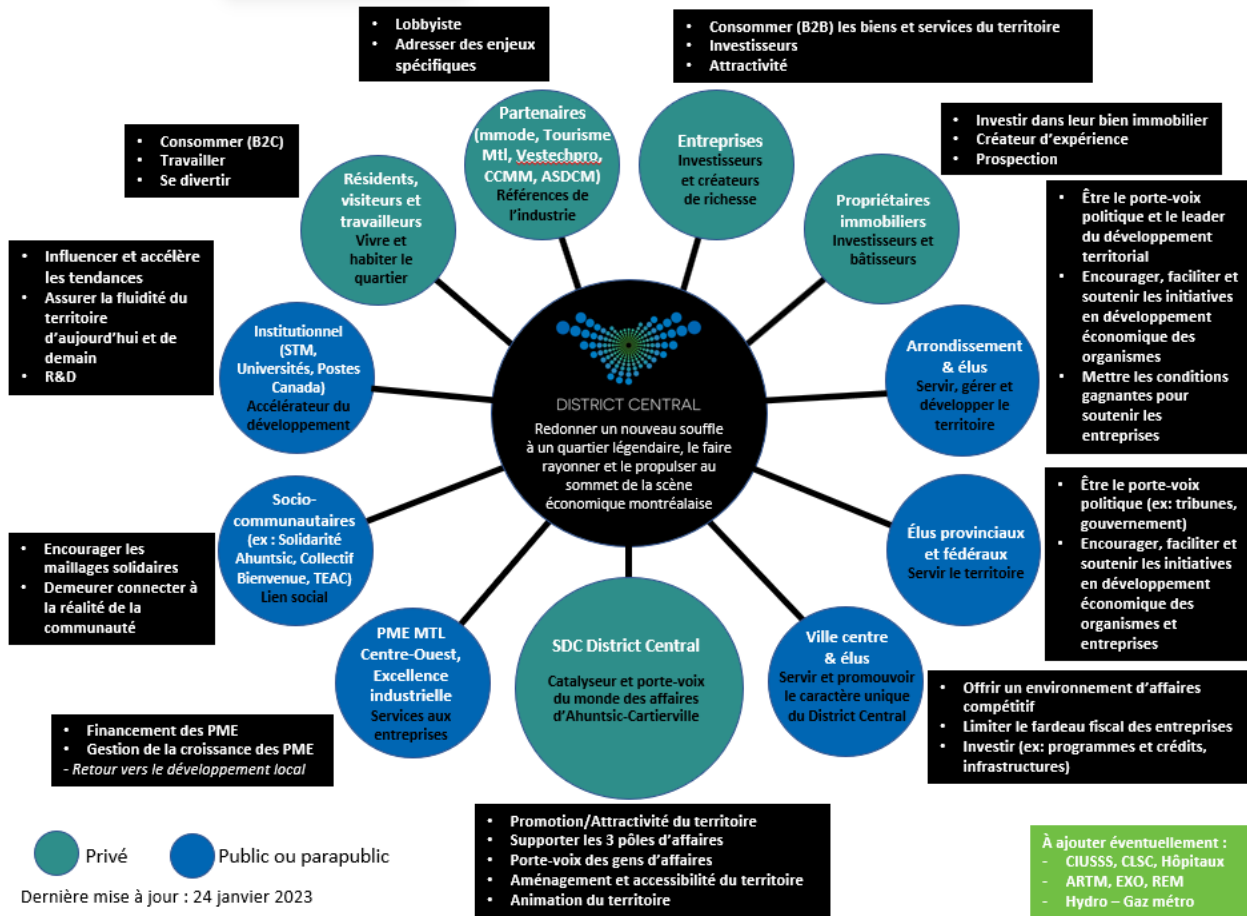 • Lobbyiste
• Adresser des enjeux
spécifiques
• Consommer (B2B) les biens et services du territoire
• Investisseurs
• Attractivité
• Consommer (B2C)
• Travailler
• Se divertir
Partenaires
(mmode, Tourisme
Mtl, Vestechpro,
CCMM, ASDCM)
Références de
l'industrie
Entreprises
Investisseurs
et créateurs
de richesse
• Investir dans leur bien immobilier
• Créateur d'expérience
• Prospection
Résidents,
visiteurs et
travailleurs
Vivre et
habiter le
quartier
Propriétaires
immobiliers
Investisseurs et
bâtisseurs
• Être le porte-voix
politique et le leader
du développement
territorial
• Encourager, faciliter et
soutenir les initiatives
en développement
économique des
organismes
• Mettre les conditions
gagnantes pour
soutenir les
entreprises
• Influencer et accélère
les tendances
• Assurer la fluidité du
territoire
d'aujourd'hui et de
demain
• R&D
Institutionnel
(STM,
Universités, Postes
Canada)
Accélérateur du
développement
DISTRICT CENTRAL
Redonner un nouveau souffle
à un quartier légendaire, le faire
rayonner et le propulser au
sommet de la scène
économique montréalaise
Arrondissement
& élus
Servir, gérer et
développer le
territoire
Socio-
communautaires
(ex : Solidarité
Ahuntsic, Collectif
Bienvenue, TEAC)
Lien social
Élus provinciaux
et fédéraux
Servir le territoire
• Être le porte-voix
politique (ex: tribunes,
gouvernement)
• Encourager, faciliter et
soutenir les initiatives
en développement
économique des
organismes et
entreprises
• Encourager les
maillages solidaires
• Demeurer connecter à
la réalité de la
communauté
PME MTL
Centre-Ouest,
Excellence
industrielle
Services aux
entreprises
SDC District Central
Catalyseur et porte-voix
du monde des affaires
d'Ahuntsic-Cartierville
Ville centre
& élus
Servir et promouvoir
le caractère unique
du District Central
• Offrir un environnement d'affaires
compétitif
• Limiter le fardeau fiscal des entreprises
• Investir (ex: programmes et crédits,
infrastructures)
• Financement des PME
• Gestion de la croissance des PME
- Retour vers le développement local
• Promotion/Attractivité du territoire
• Supporter les 3 pôles d'affaires
• Porte-voix des gens d'affaires
• Aménagement et accessibilité du territoire
• Animation du territoire
Privé
Public ou parapublic
Dernière mise à jour : 24 janvier 2023
À ajouter éventuellement :
- CIUSSS, CLSC, Hôpitaux
- ARTM, EXO, REM
- Hydro – Gaz métro